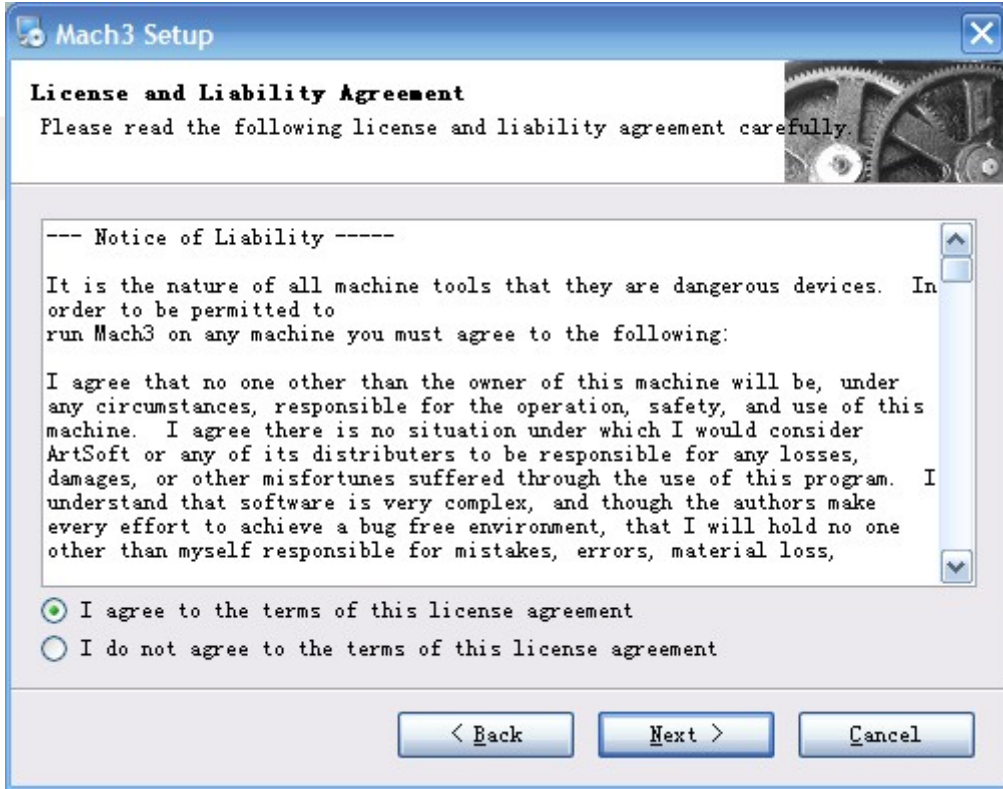 Mach3 Setup
License and Liability Agreement
Please read the following license and liability agreement carefully.
--- Notice of Liability -----
It is the nature of all machine tools that they are dangerous devices.  In
order to be permitted to
run Mach3 on any machine you must agree to the following:
I agree that no one other than the owner of this machine will be, under
any circumstances, responsible for the operation, safety, and use of this
machine.  I agree there is no situation under which I would consider
ArtSoft or any of its distributers to be responsible for any losses,
damages, or other misfortunes suffered through the use of this program.  I
understand that software is very complex, and though the authors make
every effort to achieve a bug free environment, that I will hold no one
other than myself responsible for mistakes, errors, material loss,
I agree to the terms of this license agreement
I do not agree to the terms of this license agreement
< Back Next > Cancel